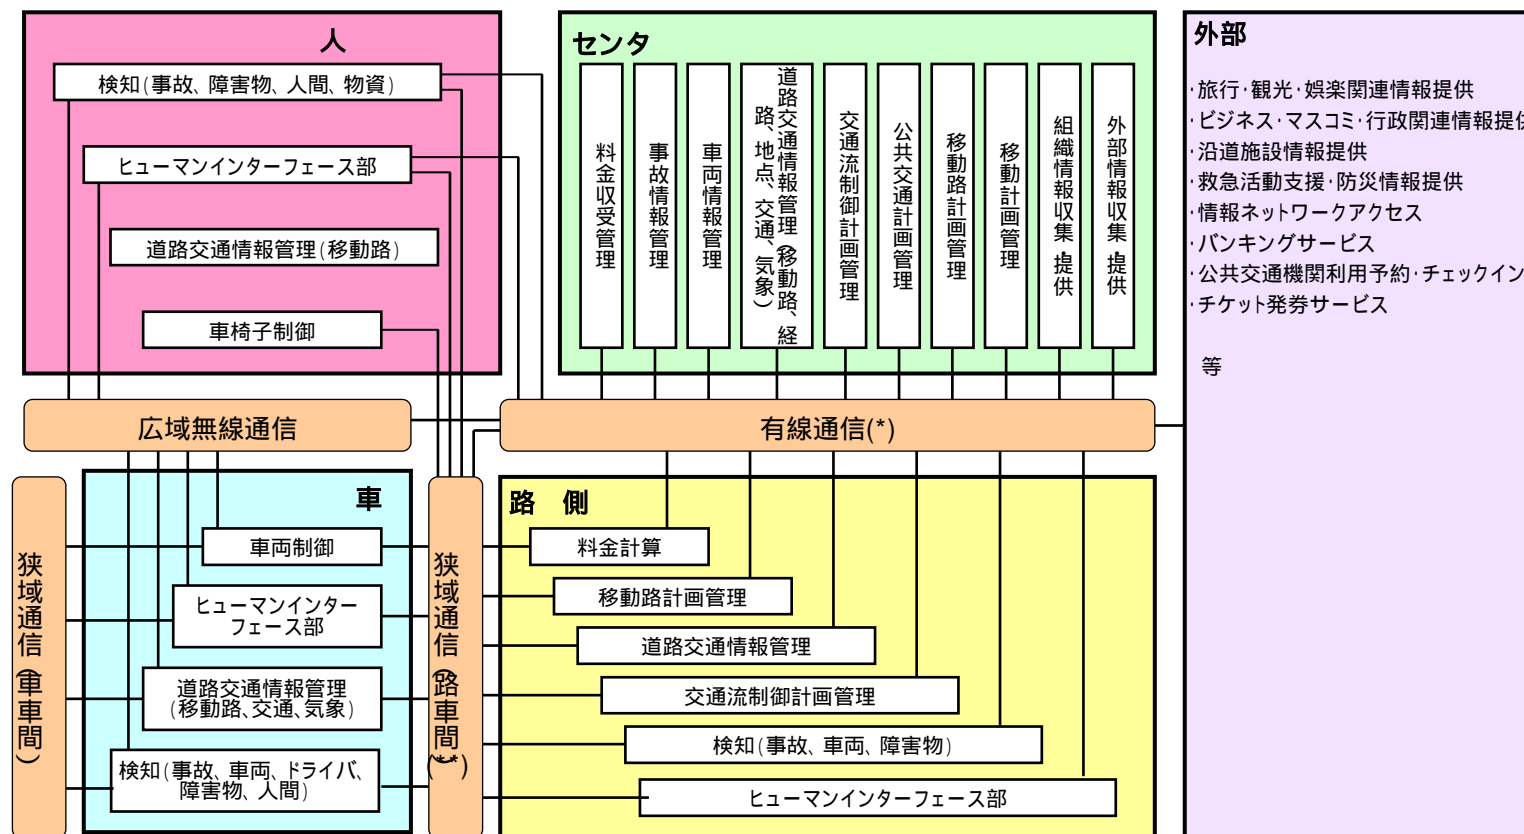 人
検知(事故、障害物、人間、物資)
ヒューマンインターフェース部
道路交通情報管理(移動路)
車椅子制御
センタ
料金収受管理
事故情報管理
車両情報管理
道路交通情報管理(移動路、経
路、地点、交通、気象)
交通流制御計画管理
公共交通計画管理
移動路計画管理
移動計画管理
組織情報収集・提供
外部情報収集・提供
外部
・旅行・観光・娯楽関連情報提供
・ビジネス・マスコミ・行政関連情報提供
・沿道施設情報提供
・救急活動支援・防災情報提供
・情報ネットワークアクセス
・バンキングサービス
・公共交通機関利用予約・チェックイン
・チケット発券サービス
等
広域無線通信
有線通信(*)
狭域通信(車車間)
車
車両制御
ヒューマンインター
フェース部
道路交通情報管理
(移動路、交通、気象)
検知(事故、車両、ドライバ、
障害物、人間)
狭域通信(路車間)
(**)
路 側
料金計算
移動路計画管理
道路交通情報管理
交通流制御計画管理
検知(事故、車両、障害物)
ヒューマンインターフェース部